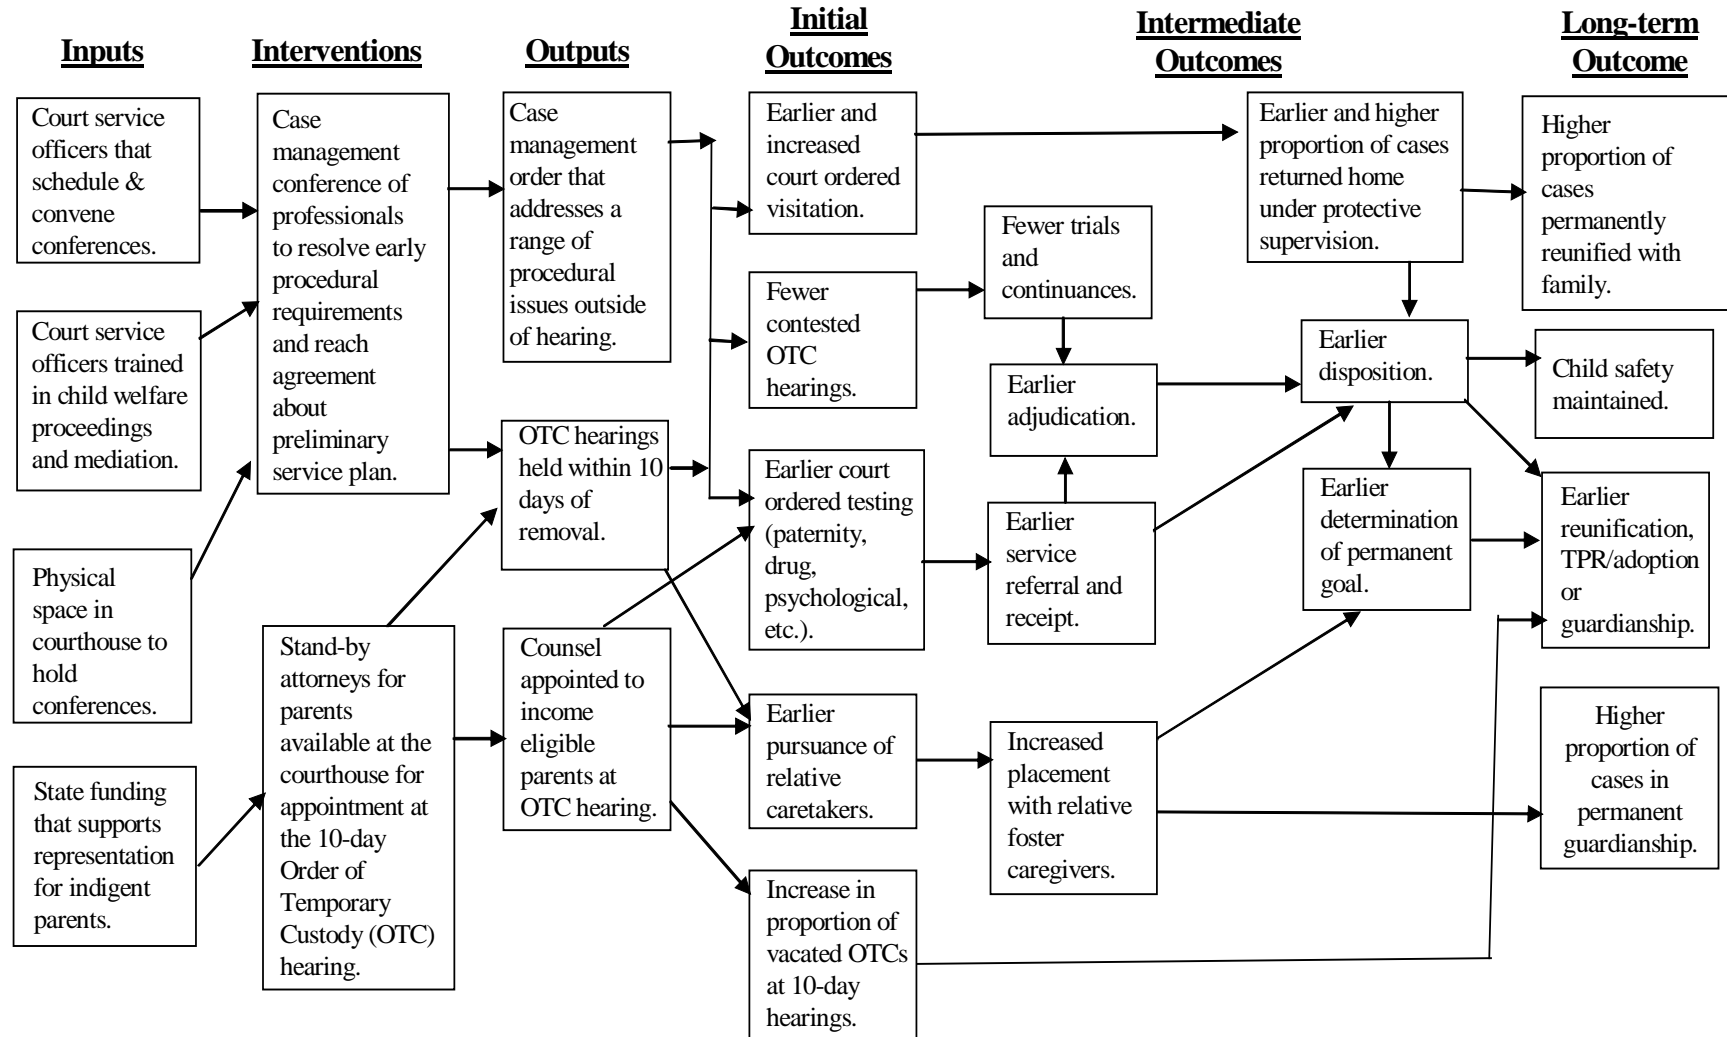 Inputs
Interventions
Outputs
Initial
Outcomes
Intermediate
Outcomes
Long-term
Outcome
Court service
officers that
schedule &
convene
conferences.
Court service
officers trained
in child welfare
proceedings
and mediation.
Physical
space in
courthouse to
hold
conferences.
State funding
that supports
representation
for indigent
parents.
Case
management
conference of
professionals
to resolve early
procedural
requirements
and reach
agreement
about
preliminary
service plan.
Stand-by
attorneys for
parents
available at the
courthouse for
appointment at
the 10-day
Order of
Temporary
Custody (OTC)
hearing.
Case
management
order that
addresses a
range of
procedural
issues outside
of hearing.
OTC hearings
held within 10
days of
removal.
Counsel
appointed to
income
eligible
parents at
OTC hearing.
Earlier and
increased
court ordered
visitation.
Fewer
contested
OTC
hearings.
Earlier court
ordered testing
(paternity,
drug,
psychological,
etc.).
Earlier
pursuance of
relative
caretakers.
Increase in
proportion of
vacated OTCs
at 10-day
hearings.
Fewer trials
and
continuances.
Earlier
adjudication.
Earlier
service
referral and
receipt.
Increased
placement
with relative
foster
caregivers.
Earlier and higher
proportion of cases
returned home
under protective
supervision.
Earlier
disposition.
Earlier
determination
of permanent
goal.
Higher
proportion of
cases
permanently
reunified with
family.
Child safety
maintained.
Earlier
reunification,
TPR/adoption
or
guardianship.
Higher
proportion of
cases in
permanent
guardianship.